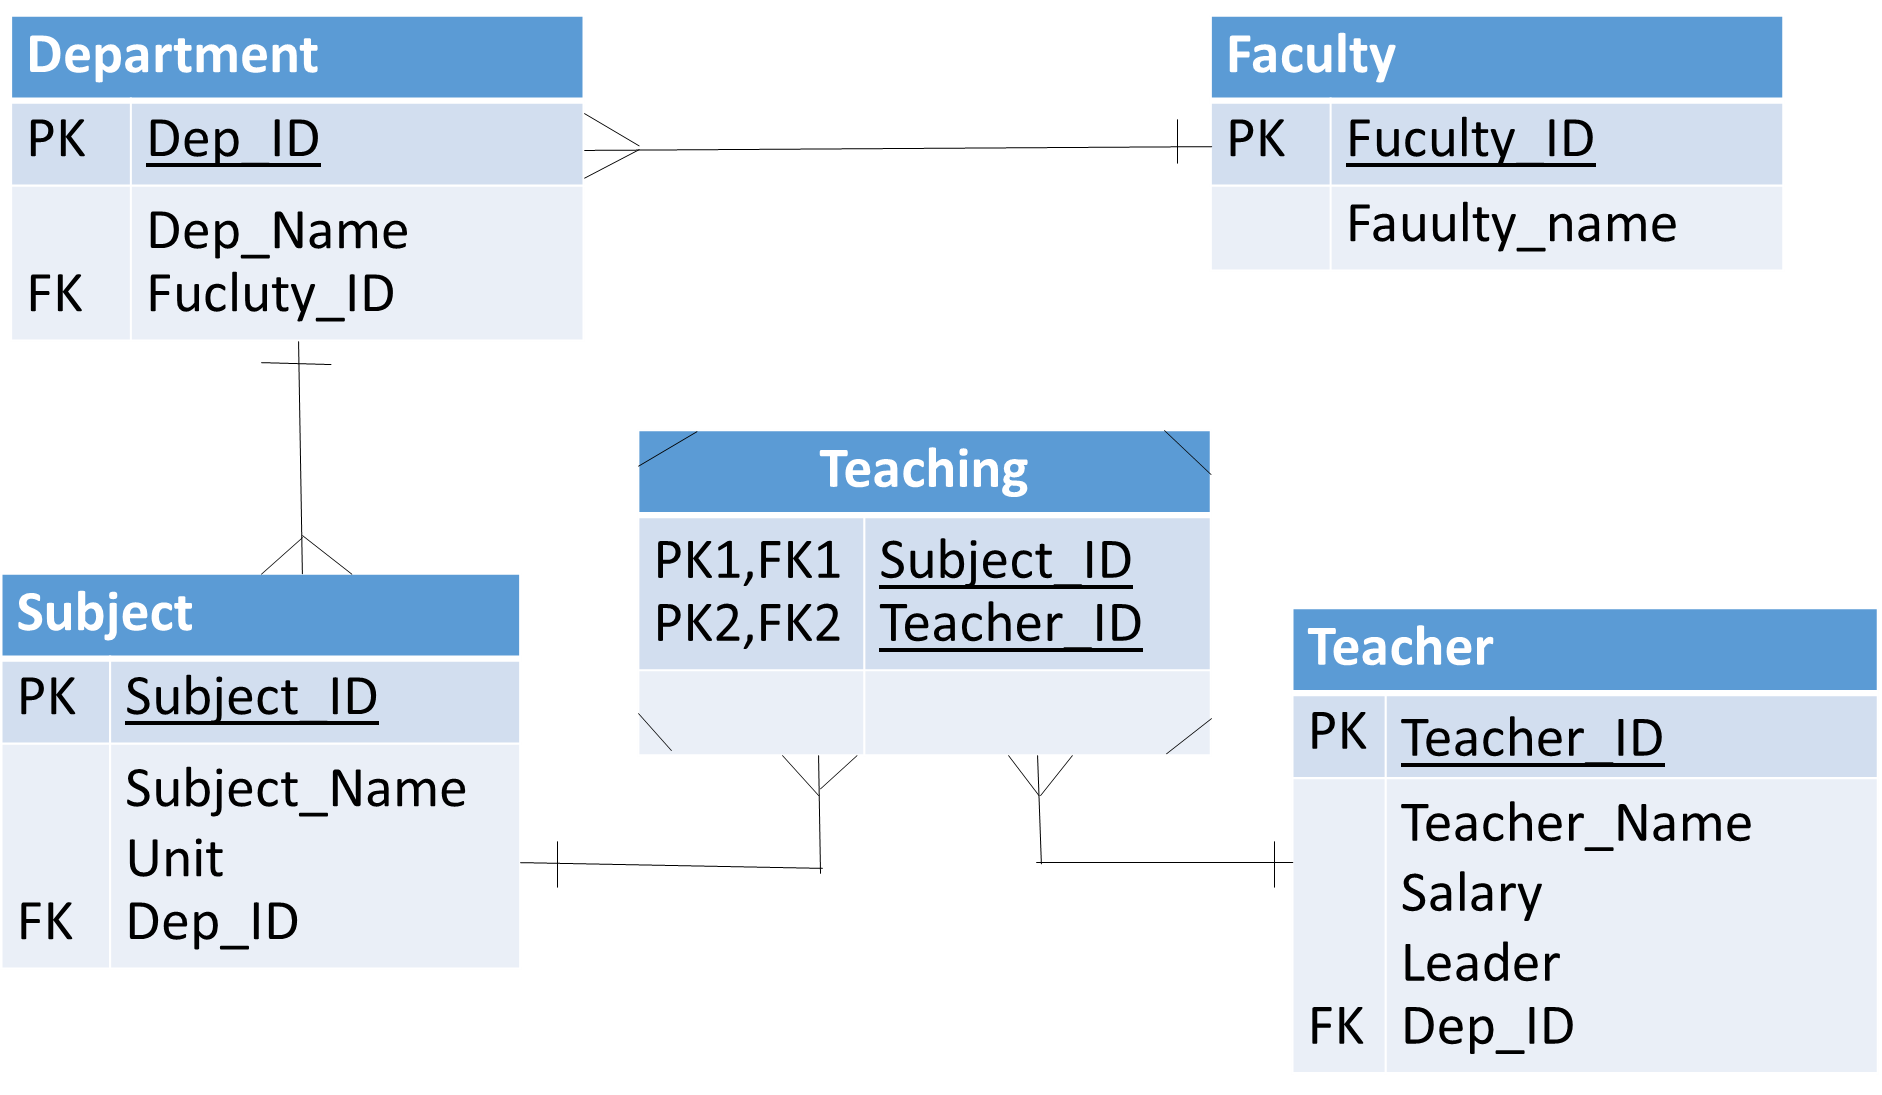 Department
PK Dep_ID
Dep_Name
FK Fucluty_ID
Faculty
PK Fuculty_ID
Fauulty_name
Teaching
PK1,FK1 Subject_ID
PK2,FK2 Teacher_ID
Subject
PK Subject_ID
Subject_Name
Unit
FK Dep_ID
Teacher
PK Teacher_ID
Teacher_Name
Salary
Leader
FK Dep_ID